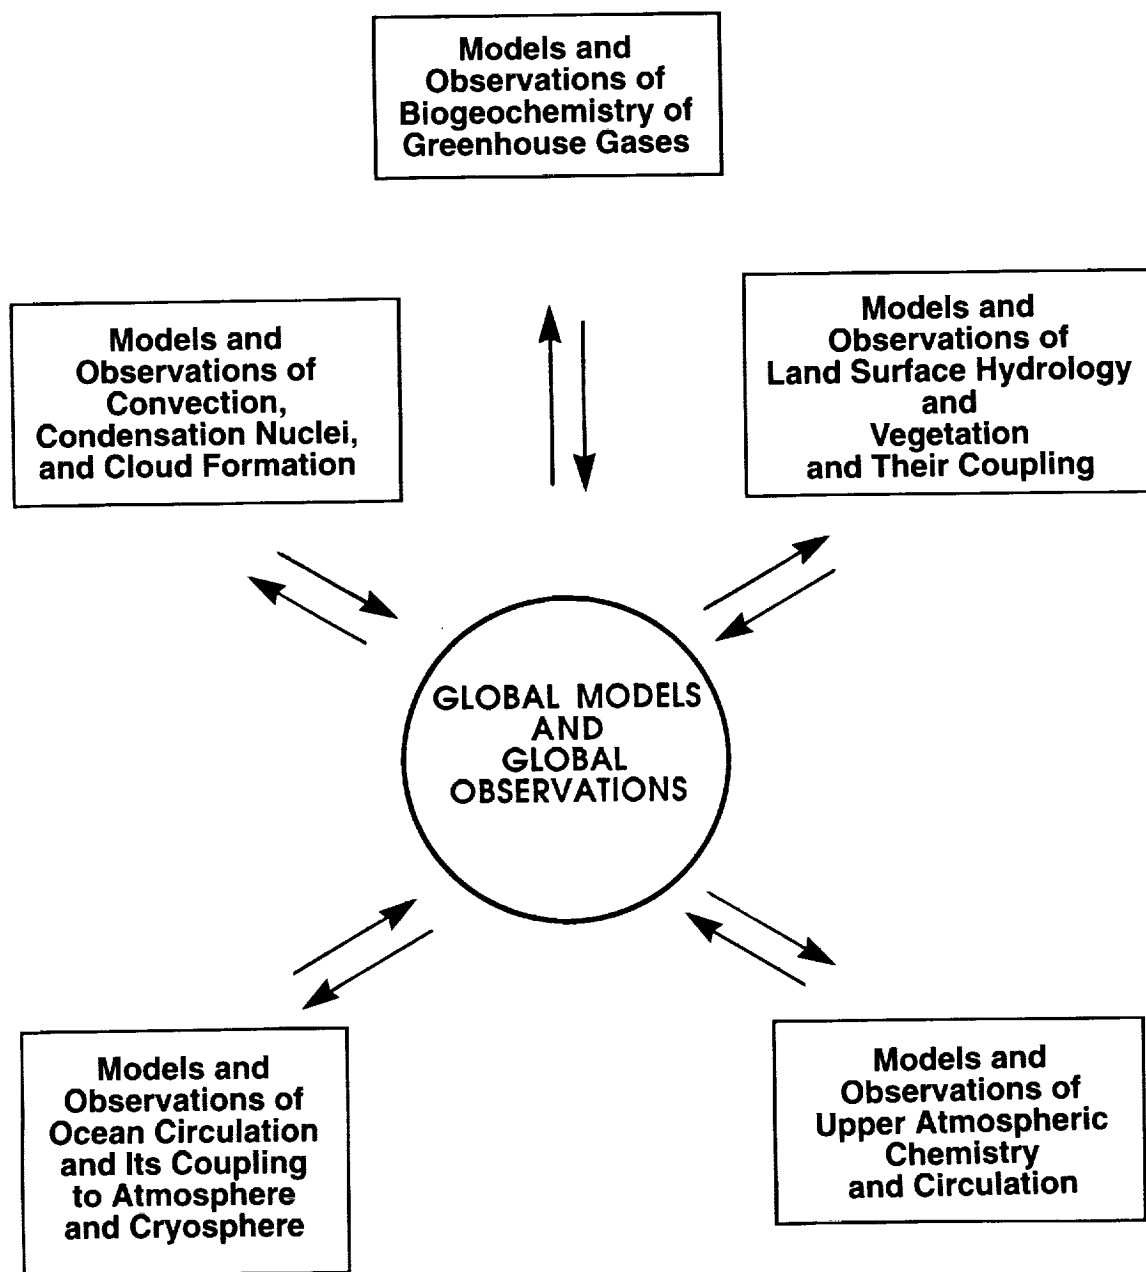 Models and
Observations of
Biogeochemistry of
Greenhouse Gases
Models and
Observations of
Convection,
Condensation Nuclei,
and Cloud Formation
Models and
Observations of
Land Surface Hydrology
and
Vegetation
and Their Coupling
GLOBAL MODELS
AND
GLOBAL
OBSERVATIONS
Models and
Observations of
Ocean Circulation
and Its Coupling
to Atmosphere
and Cryosphere
Models and
Observations of
Upper Atmospheric
Chemistry
and Circulation